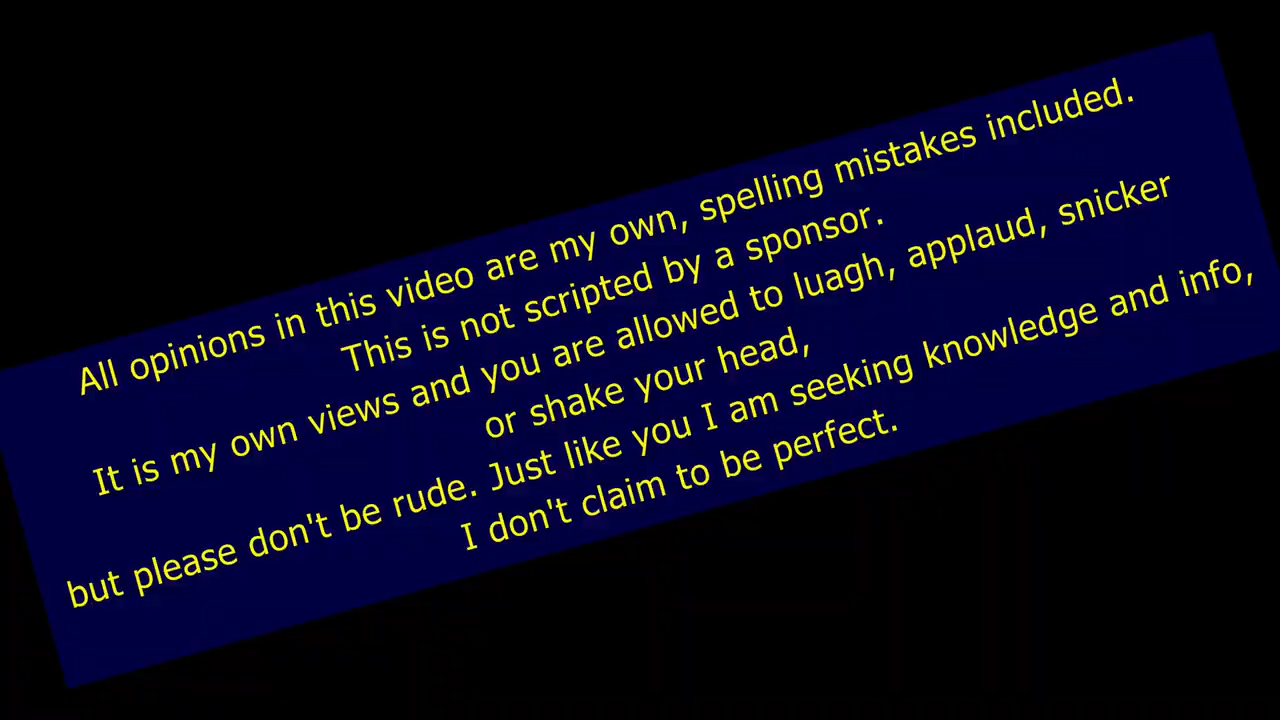 All opinions in this video are my own, spelling mistakes included.
This is not scripted by a sponsor.
It is my own views and you are allowed to luagh, applaud, snicker
or shake your head,
but please don't be rude. Just like you I am seeking knowledge and info,
I don't claim to be perfect.